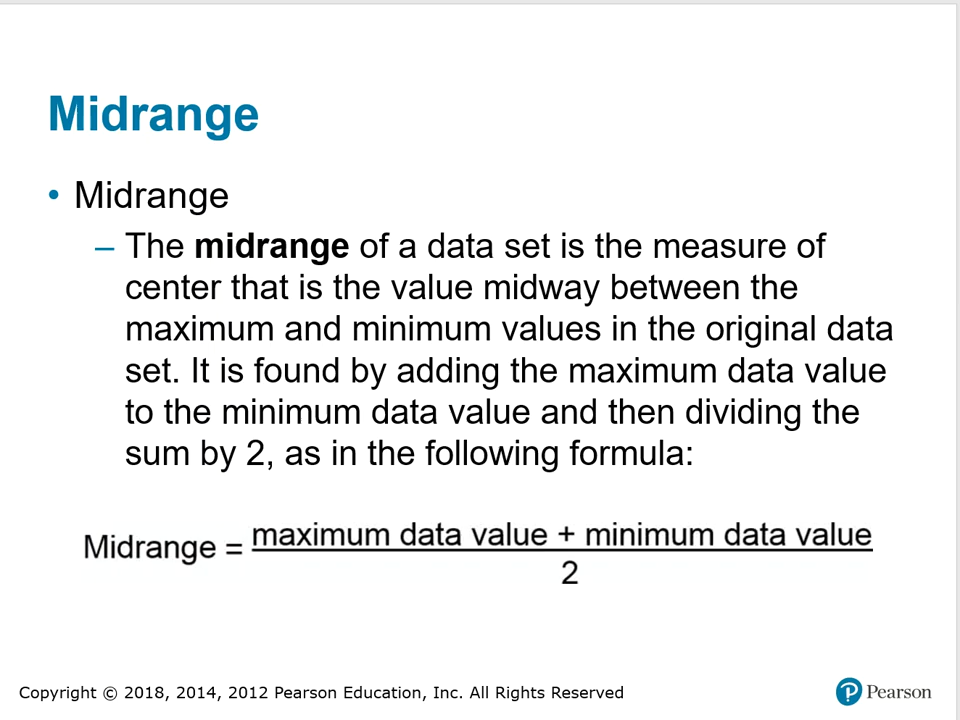 Midrange
• Midrange
– The midrange of a data set is the measure of
center that is the value midway between the
maximum and minimum values in the original data
set. It is found by adding the maximum data value
to the minimum data value and then dividing the
sum by 2, as in the following formula:
Midrange = maximum data value + minimum data value
2
Copyright © 2018, 2014, 2012 Pearson Education, Inc. All Rights Reserved
P Pearson